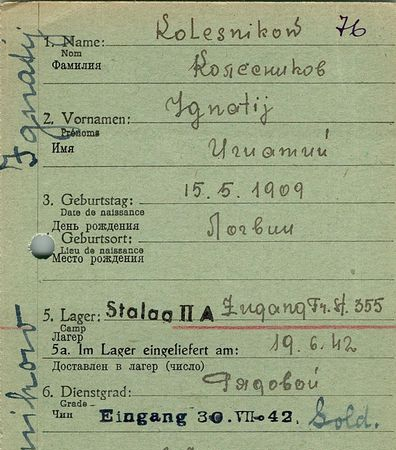 1. Name: Kolesnikow 76
Nom
Фамилия Колесников
2. Vornamen: Ignatij
Prénoms
Имя Игнатий
3. Geburtstag: 15.5.1909
Date de naissance
День рождения Логвин
Geburtsort:
Lieu de naissance
Место рождения
5. Lager: Stalag II A Zugang Fr. St. 355
Camp
Лагерь
5a. Im Lager eingeliefert am: 19.6.42
Доставлен в лагерь (число)
6. Dienstgrad: Рядовой
Grade
Чин Eingang 30. VII. 42. Sold.
Ignatij